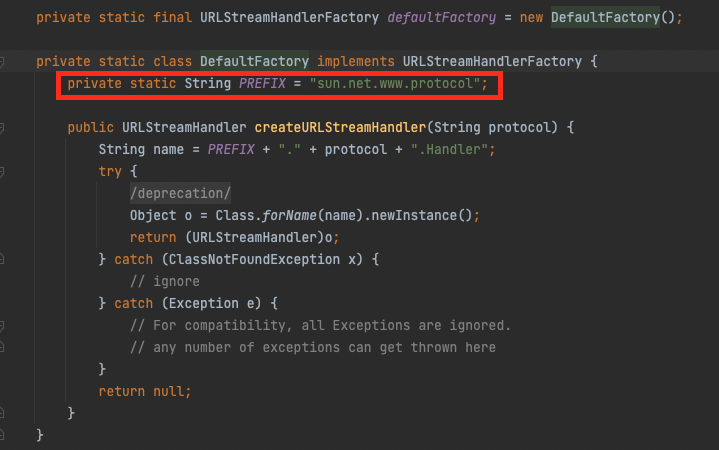 private static final URLStreamHandlerFactory defaultFactory = new DefaultFactory();
private static class DefaultFactory implements URLStreamHandlerFactory {
private static String PREFIX = "sun.net.www.protocol";
public URLStreamHandler createURLStreamHandler(String protocol) {
String name = PREFIX + "." + protocol + ".Handler";
try {
/deprecation/
Object o = Class.forName(name).newInstance();
return (URLStreamHandler)o;
} catch (ClassNotFoundException x) {
// ignore
} catch (Exception e) {
// For compatibility, all Exceptions are ignored.
// any number of exceptions can get thrown here
}
return null;
}
}